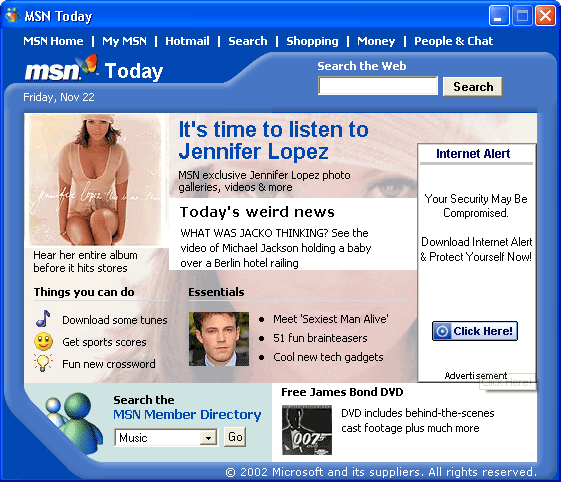 MSN Today
MSN Home | My MSN | Hotmail | Search | Shopping | Money | People & Chat
msn Today
Search the Web
Search
Friday, Nov 22
It's time to listen to
Jennifer Lopez
MSN exclusive Jennifer Lopez photo
galleries, videos & more
Jennifer Lopez this is me...
Hear her entire album
before it hits stores
Today's weird news
WHAT WAS JACKO THINKING? See the
video of Michael Jackson holding a baby
over a Berlin hotel railing
Internet Alert
Your Security May Be
Compromised.
Download Internet Alert
& Protect Yourself Now!
Click Here!
Advertisement
Click Here!
Things you can do
Download some tunes
Get sports scores
Fun new crossword
Essentials
Meet 'Sexiest Man Alive'
51 fun brainteasers
Cool new tech gadgets
Search the
MSN Member Directory
Music
Go
Free James Bond DVD
007
DVD includes behind-the-scenes
cast footage plus much more
© 2002 Microsoft and its suppliers. All rights reserved.